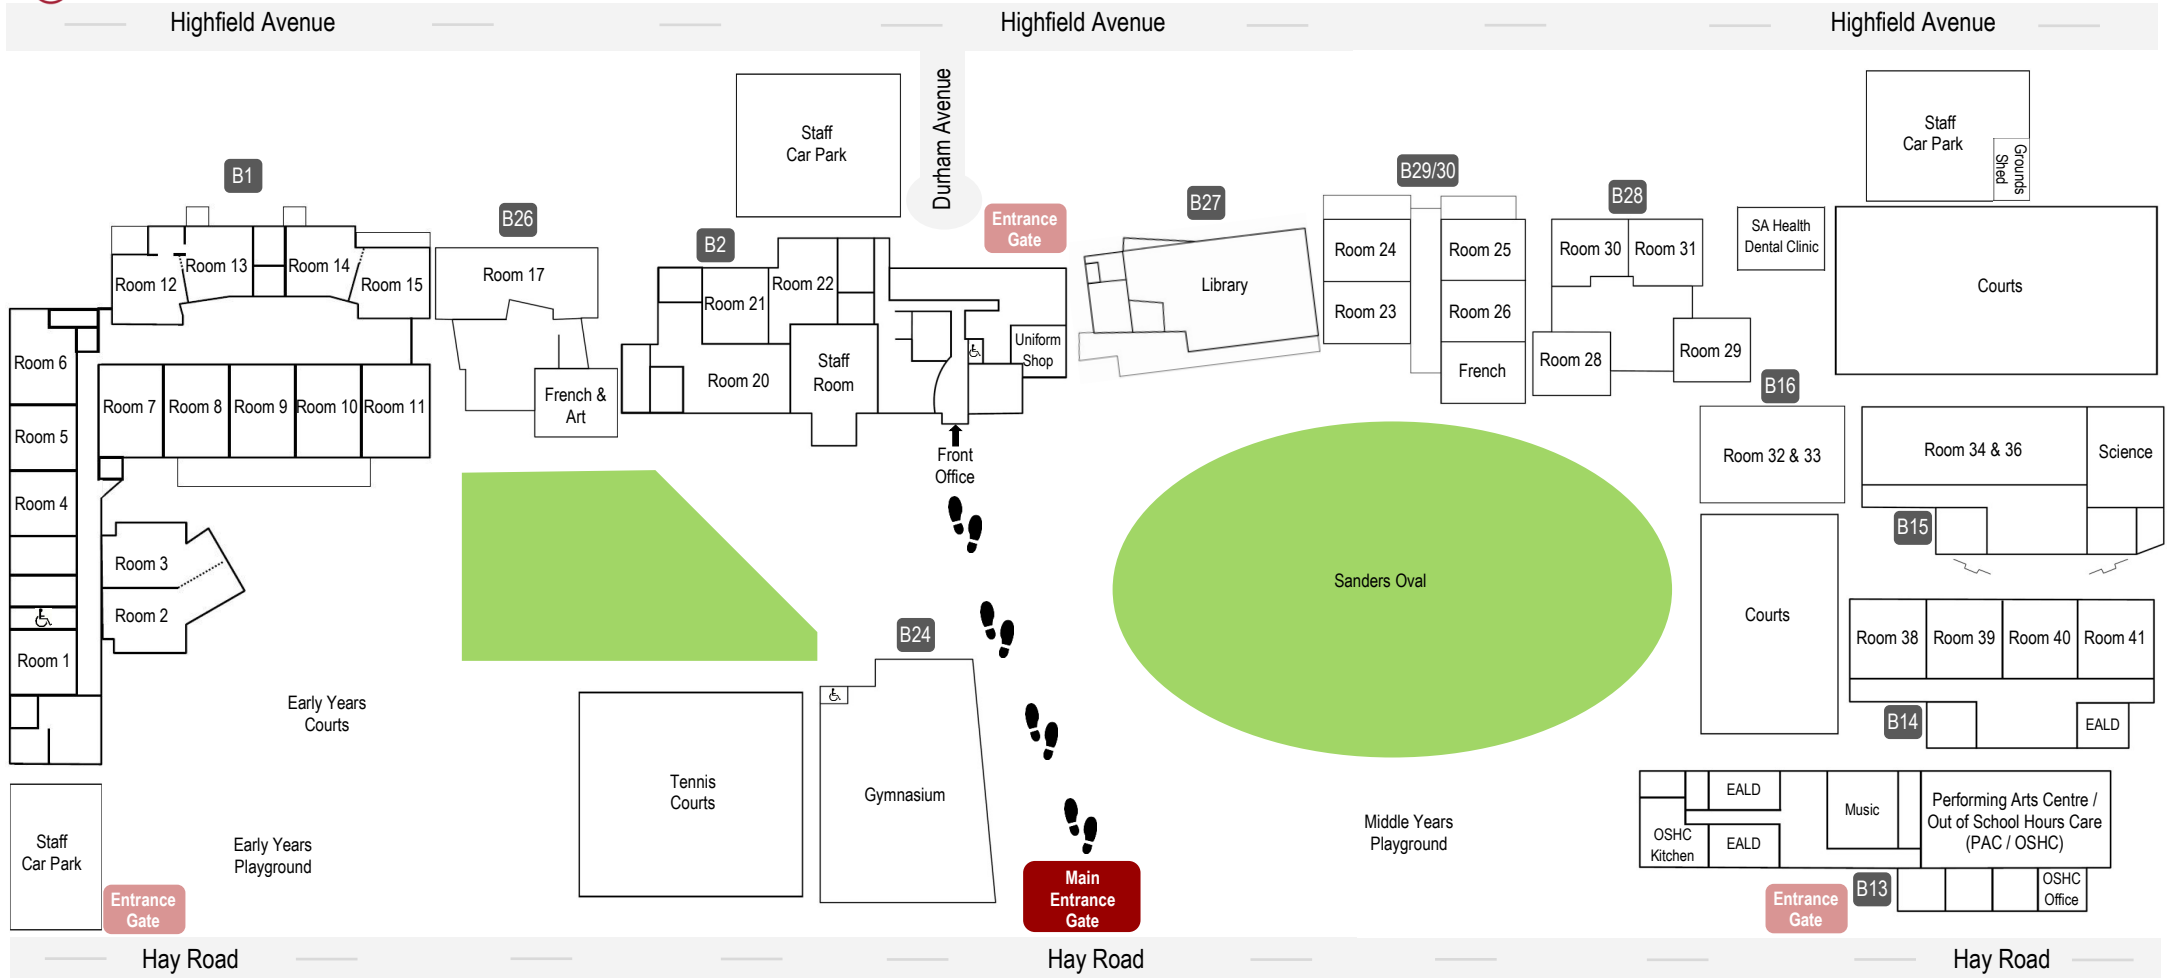 Highfield Avenue
Highfield Avenue
Highfield Avenue
Durham Avenue
Staff
Car Park
Staff
Car Park
Grounds
Shed
B1
B26
B2
Entrance
Gate
B27
B29/30
B28
SA Health
Dental Clinic
Courts
Room 12
Room 13
Room 14
Room 15
Room 17
Room 21
Room 22
Library
Room 24
Room 25
Room 30
Room 31
Room 23
Room 26
Room 6
Room 7
Room 8
Room 9
Room 10
Room 11
French &
Art
Room 20
Staff
Room
Uniform
Shop
French
Room 28
Room 29
B16
Room 5
Front
Office
Room 32 & 33
Room 34 & 36
Science
Room 4
B15
Room 3
Room 2
Sanders Oval
Courts
Room 38
Room 39
Room 40
Room 41
Room 1
B24
B14
EALD
Early Years
Courts
Tennis
Courts
Gymnasium
Early Years
Playground
Middle Years
Playground
EALD
EALD
OSHC
Kitchen
Music
Performing Arts Centre /
Out of School Hours Care
(PAC / OSHC)
Staff
Car Park
Entrance
Gate
Main
Entrance
Gate
Entrance
Gate
B13
OSHC
Office
Hay Road
Hay Road
Hay Road